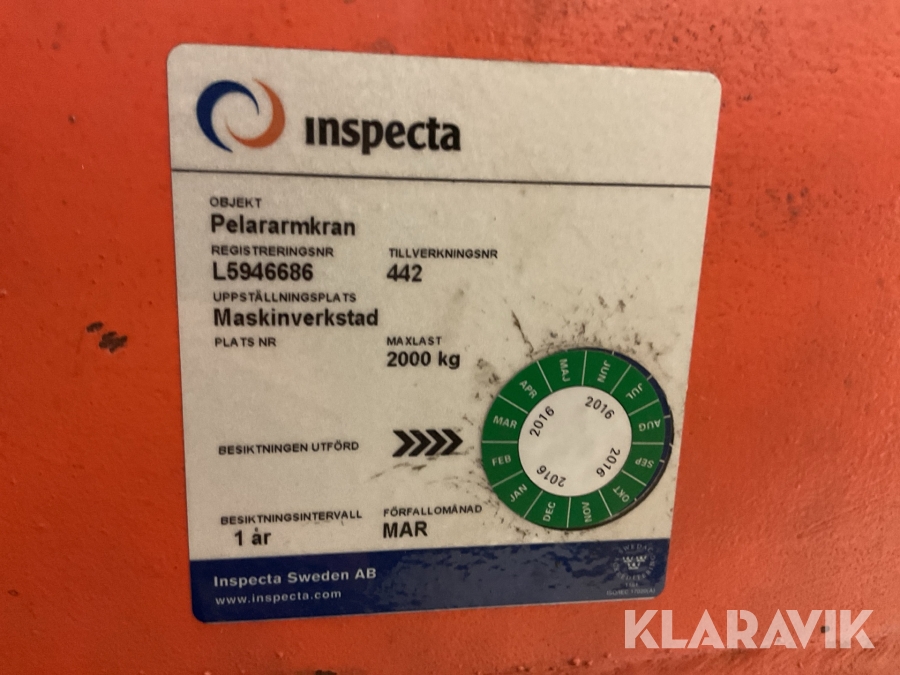 ınspecta
OBJEKT
Pelararmkran
REGISTRERINGSNR TILLVERKNINGSNR
L5946686 442
UPPSTÄLLNINGSPLATS
Maskinverkstad
PLATS NR MAXLAST
2000 kg
BESIKTNINGEN UTFÖRD
JAN FEB MAR APR MAJ JUN JUL AUG SEP OKT NOV DEC
2016 2016 2016 2016
BESIKTNINGSINTERVALL FÖRFALLOMÅNAD
1 år MAR
Inspecta Sweden AB
www.inspecta.com
KLARAVIK